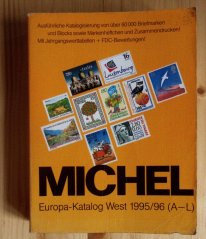 Ausführliche Katalogisierung von über 60 000 Briefmarken
und Blocks sowie Markenheftchen und Zusammendrucken!
Mit Jahrgangswerttabellen + FDC-Bewertungen!
Luxembourg
MICHEL
Europa-Katalog West 1995/96 (A–L)